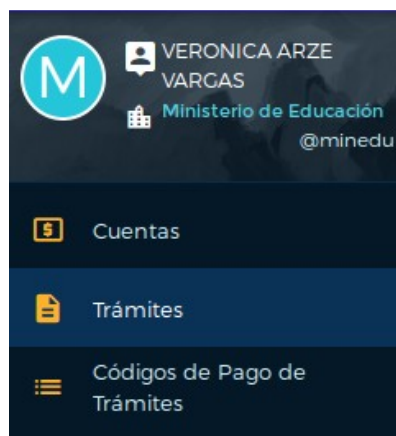 M
VERONICA ARZE
VARGAS
Ministerio de Educación
@minedu
Cuentas
Trámites
Códigos de Pago de
Trámites